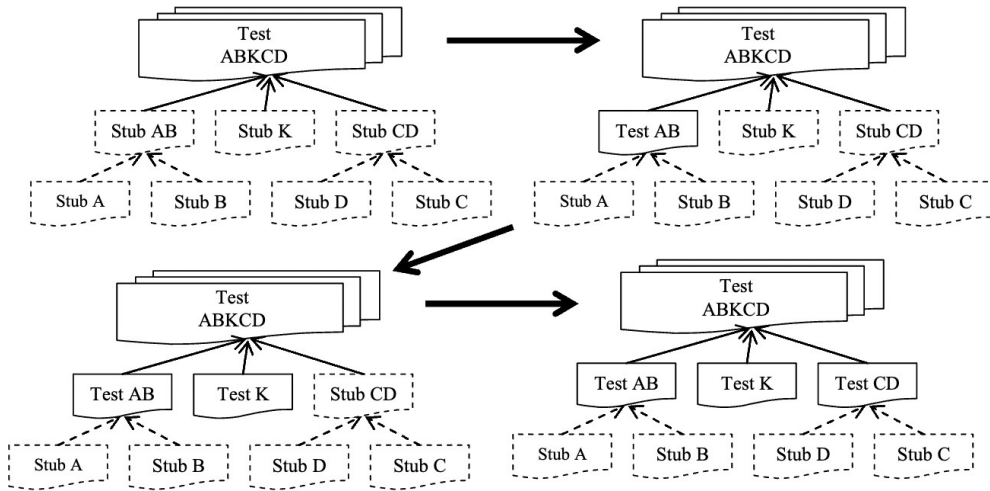 Test
ABKCD
Stub AB
Stub K
Stub CD
Stub A
Stub B
Stub D
Stub C
Test
ABKCD
Test AB
Stub K
Stub CD
Stub A
Stub B
Stub D
Stub C
Test
ABKCD
Test AB
Test K
Stub CD
Stub A
Stub B
Stub D
Stub C
Test
ABKCD
Test AB
Test K
Test CD
Stub A
Stub B
Stub D
Stub C